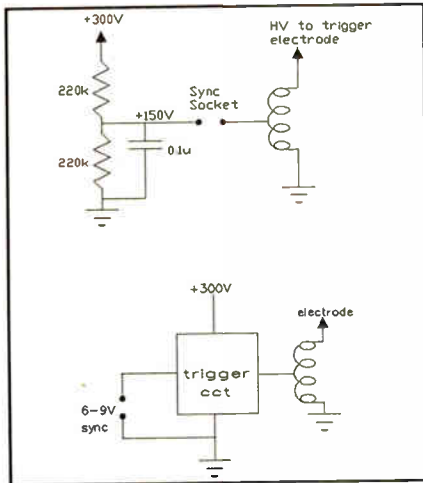 +300V
HV to trigger
electrode
220k
Sync
Socket
+150V
220k
0.1u
+300V
electrode
trigger
cct
6-9V
sync